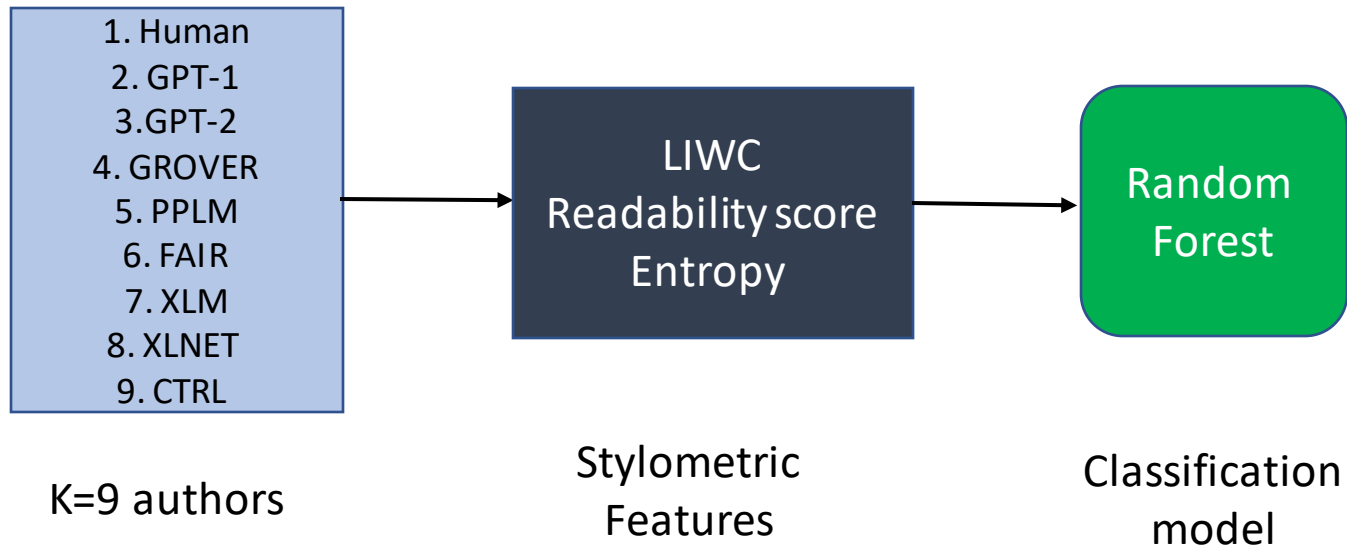 1. Human
2. GPT-1
3.GPT-2
4. GROVER
5. PPLM
6. FAIR
7. XLM
8. XLNET
9. CTRL
K=9 authors
LIWC
Readability score
Entropy
Stylometric
Features
Random
Forest
Classification
model